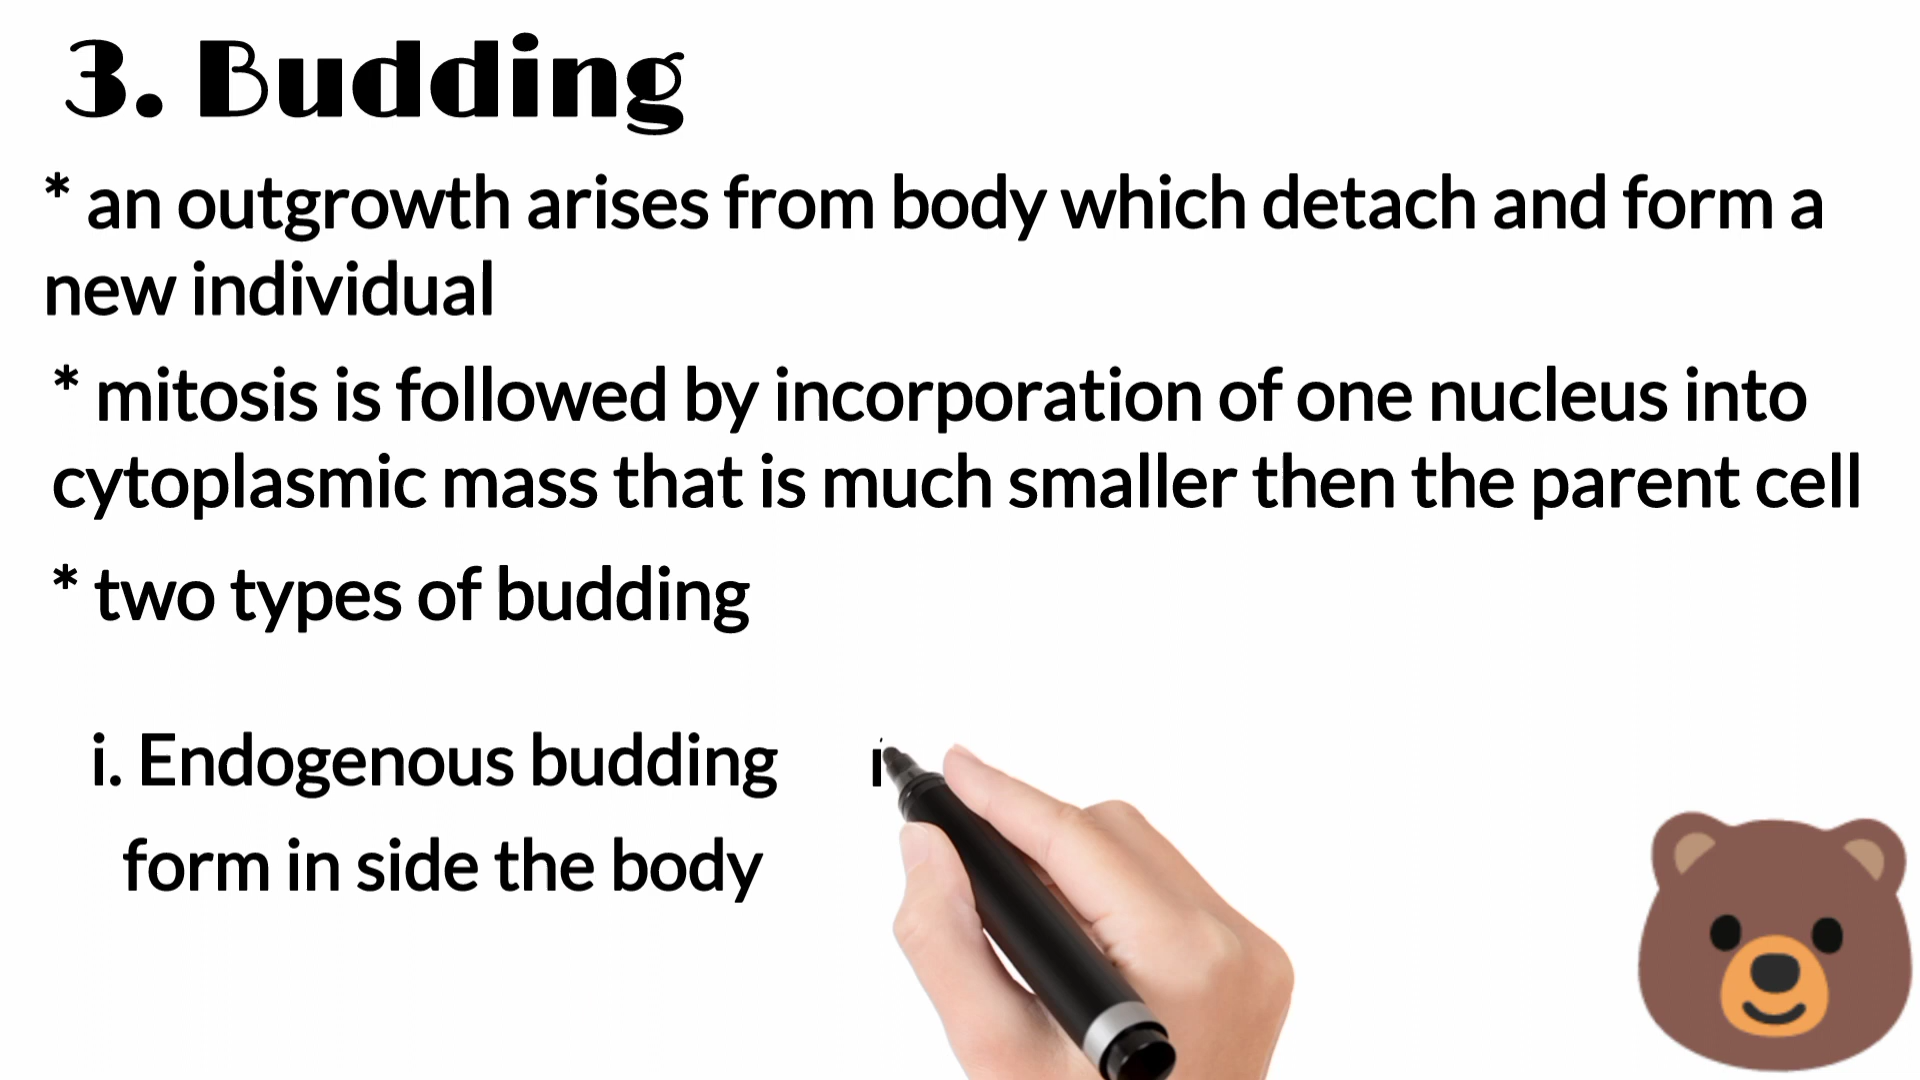 3. Budding
* an outgrowth arises from body which detach and form a
new individual
* mitosis is followed by incorporation of one nucleus into
cytoplasmic mass that is much smaller then the parent cell
* two types of budding
i. Endogenous budding
form in side the body